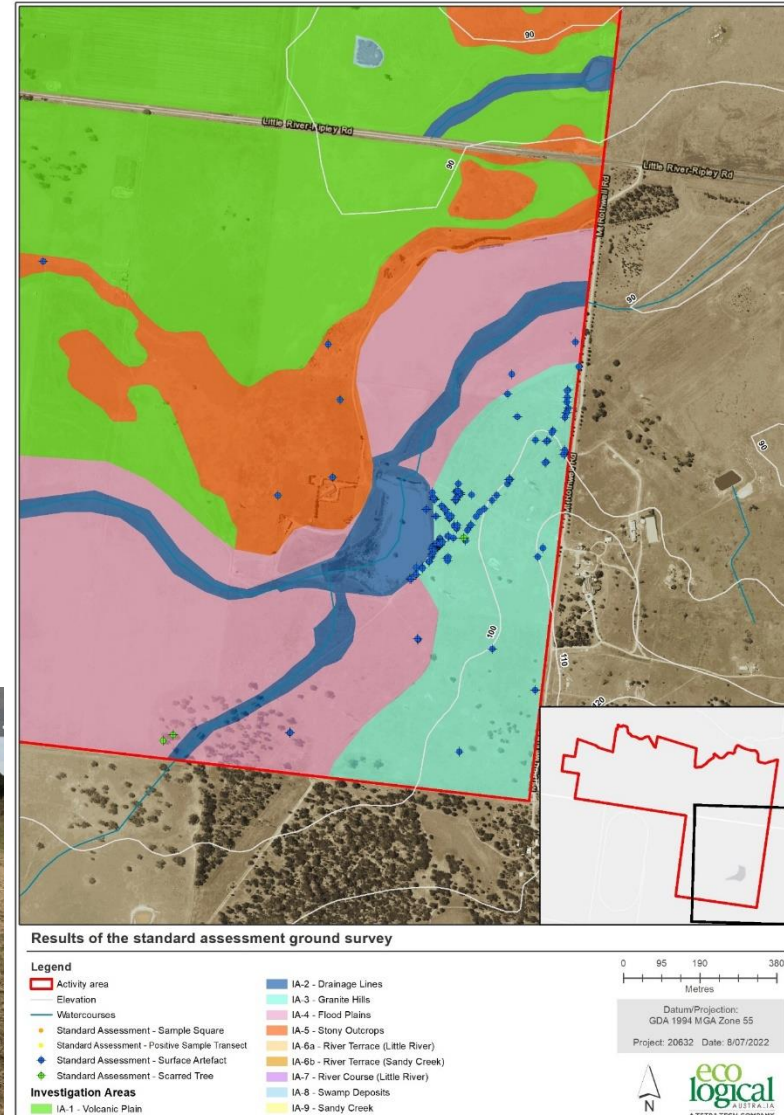 90
Little River-Ripley Rd
90
Little River-Ripley Rd
Mt Rothwell Rd
90
90
100
110
120
Results of the standard assessment ground survey
Legend
Activity area
Elevation
Watercourses
Standard Assessment - Sample Square
Standard Assessment - Positive Sample Transect
Standard Assessment - Surface Artefact
Standard Assessment - Scarred Tree
Investigation Areas
IA-1 - Volcanic Plain
IA-2 - Drainage Lines
IA-3 - Granite Hills
IA-4 - Flood Plains
IA-5 - Stony Outcrops
IA-6a - River Terrace (Little River)
IA-6b - River Terrace (Sandy Creek)
IA-7 - River Course (Little River)
IA-8 - Swamp Deposits
IA-9 - Sandy Creek
0 95 190 380
Metres
Datum/Projection:
GDA 1994 MGA Zone 55
Project: 20632 Date: 8/07/2022
N
eco
logical
AUSTRALIA
A TETRA TECH COMPANY